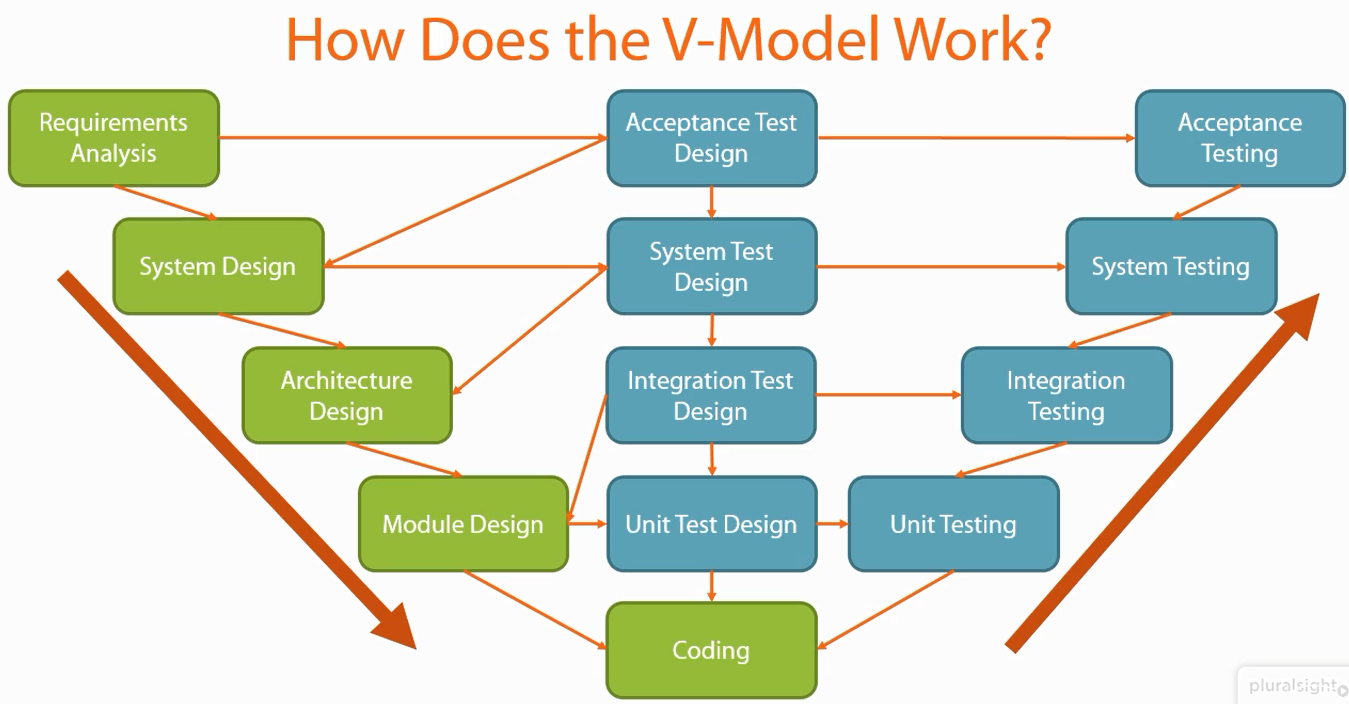 How Does the V-Model Work?
Requirements
Analysis
Acceptance Test
Design
Acceptance
Testing
System Design
System Test
Design
System Testing
Architecture
Design
Integration Test
Design
Integration
Testing
Module Design
Unit Test Design
Unit Testing
Coding
pluralsight